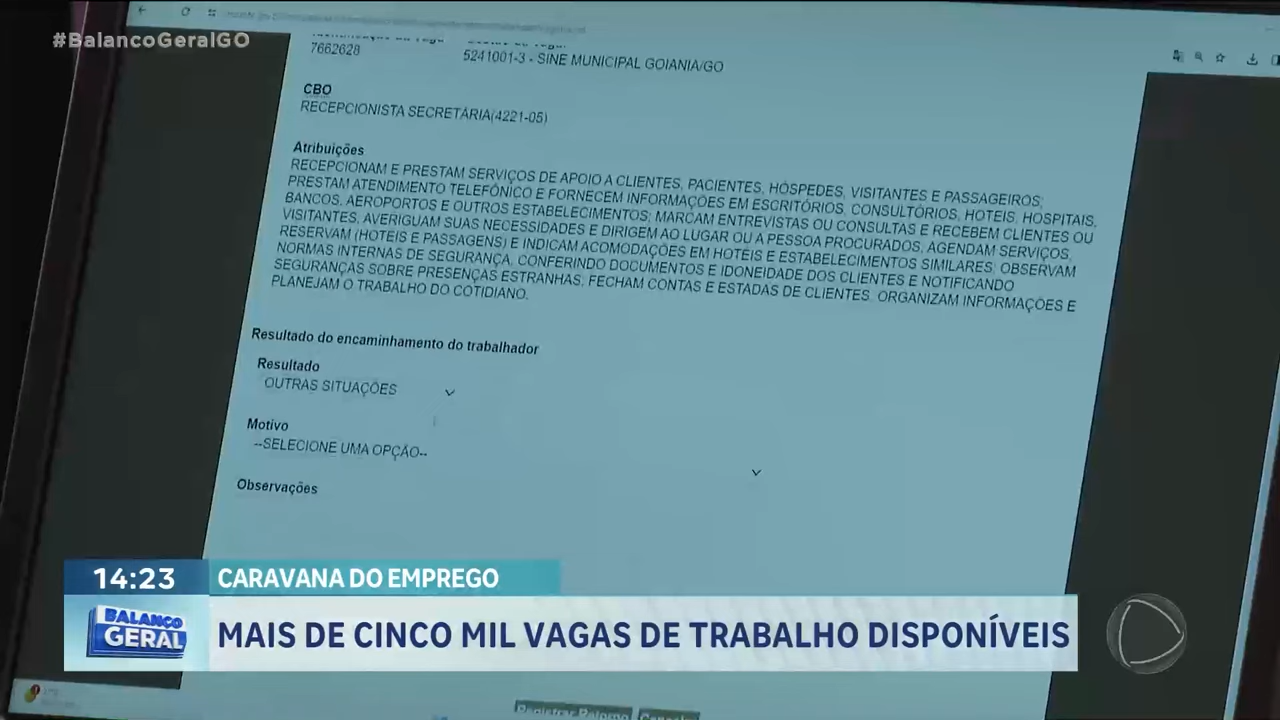 #BalancoGeralGO
7662628
5241001-3 - SINE MUNICIPAL GOIANIA/GO
CBO
RECEPCIONISTA SECRETÁRIA(4221-05)
Atribuições
RECEPCIONAM E PRESTAM SERVIÇOS DE APOIO A CLIENTES, PACIENTES, HÓSPEDES, VISITANTES E PASSAGEIROS;
PRESTAM ATENDIMENTO TELEFÔNICO E FORNECEM INFORMAÇÕES EM ESCRITÓRIOS, CONSULTÓRIOS, HOTEIS, HOSPITAIS,
BANCOS, AEROPORTOS E OUTROS ESTABELECIMENTOS; MARCAM ENTREVISTAS OU CONSULTAS E RECEBEM CLIENTES OU
VISITANTES, AVERIGUAM SUAS NECESSIDADES E DIRIGEM AO LUGAR OU A PESSOA PROCURADOS, AGENDAM SERVIÇOS,
RESERVAM (HOTEIS E PASSAGENS) E INDICAM ACOMODAÇÕES EM HOTÉIS E ESTABELECIMENTOS SIMILARES; OBSERVAM
NORMAS INTERNAS DE SEGURANÇA, CONFERINDO DOCUMENTOS E IDONEIDADE DOS CLIENTES E NOTIFICANDO
SEGURANÇAS SOBRE PRESENÇAS ESTRANHAS; FECHAM CONTAS E ESTADAS DE CLIENTES. ORGANIZAM INFORMAÇÕES E
PLANEJAM O TRABALHO DO COTIDIANO.
Resultado do encaminhamento do trabalhador
Resultado
OUTRAS SITUAÇÕES
Motivo
--SELECIONE UMA OPÇÃO--
Observações
14:23
CARAVANA DO EMPREGO
BALANCO
GERAL
MAIS DE CINCO MIL VAGAS DE TRABALHO DISPONÍVEIS